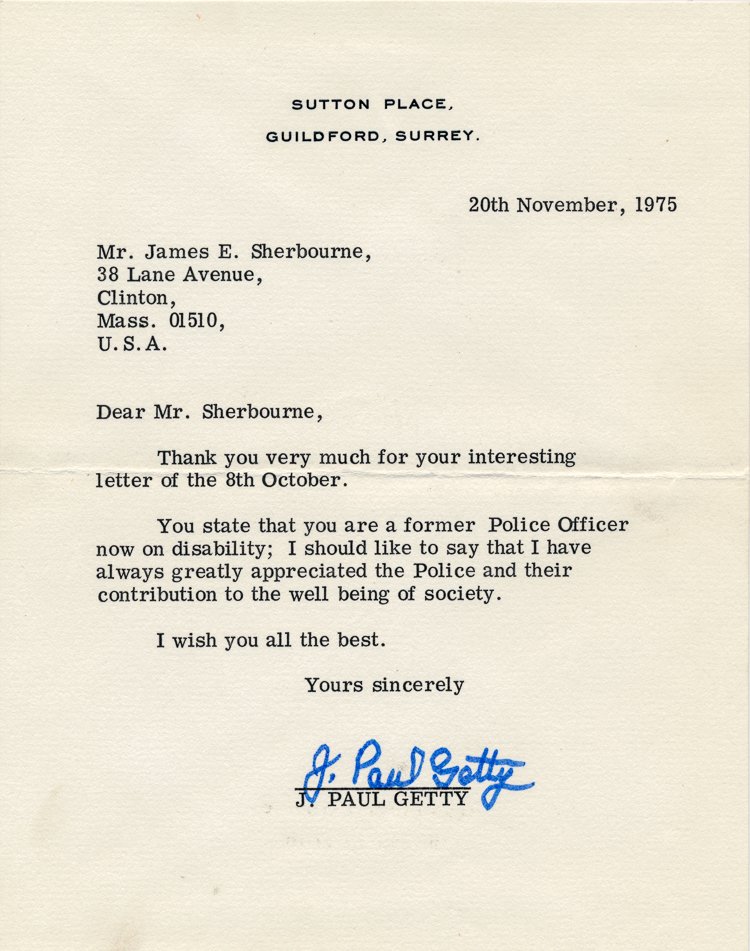 SUTTON PLACE,
GUILDFORD, SURREY.
20th November, 1975
Mr. James E. Sherbourne,
38 Lane Avenue,
Clinton,
Mass. 01510,
U.S.A.
Dear Mr. Sherbourne,
Thank you very much for your interesting
letter of the 8th October.
You state that you are a former Police Officer
now on disability; I should like to say that I have
always greatly appreciated the Police and their
contribution to the well being of society.
I wish you all the best.
Yours sincerely
J. Paul Getty
J. PAUL GETTY